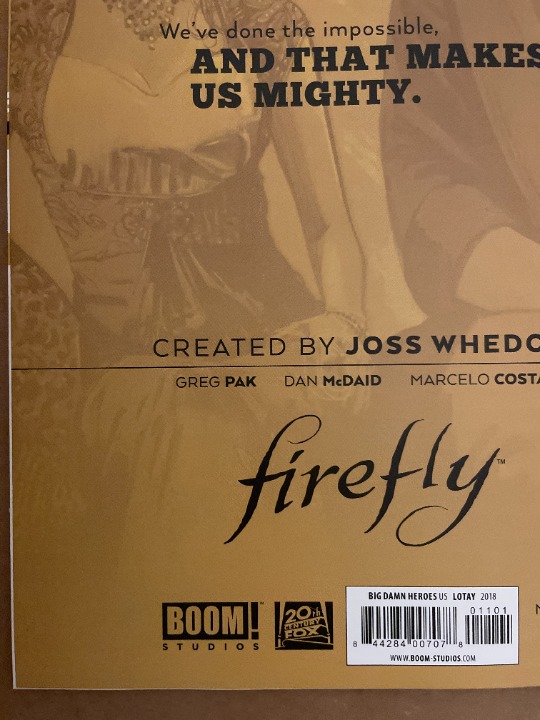 We've done the impossible,
AND THAT MAKES
US MIGHTY.
CREATED BY JOSS WHEDO
GREG PAK DAN McDAID MARCELO COSTA
firefly™
BOOM!™
STUDIOS
20th
CENTURY
FOX
BIG DAMN HEROES US LOTAY 2018
01101
8 44284 00707 8
WWW.BOOM-STUDIOS.COM